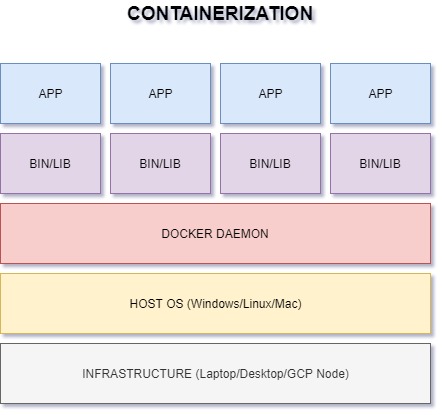 CONTAINERIZATION
APP APP APP APP
BIN/LIB BIN/LIB BIN/LIB BIN/LIB
DOCKER DAEMON
HOST OS (Windows/Linux/Mac)
INFRASTRUCTURE (Laptop/Desktop/GCP Node)